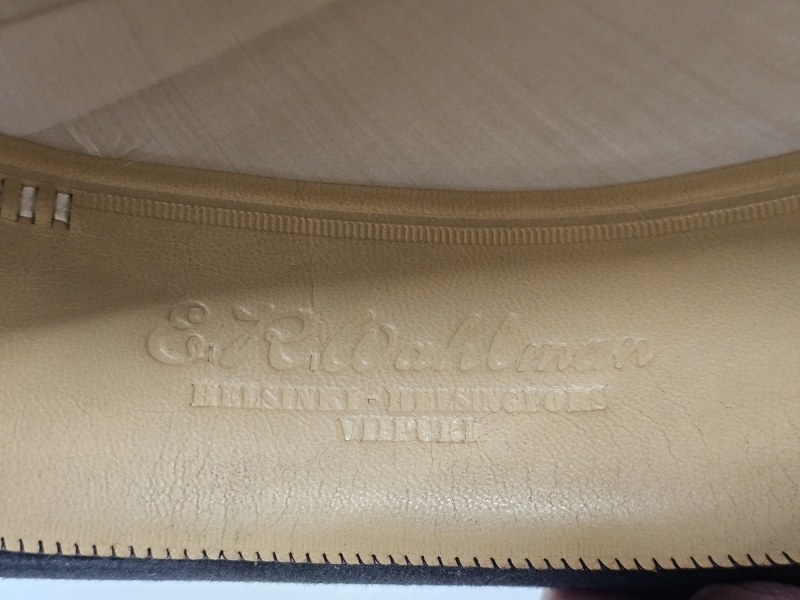 E.R. Wahlman
HELSINKI - HELSINGFORS
VIIPURI